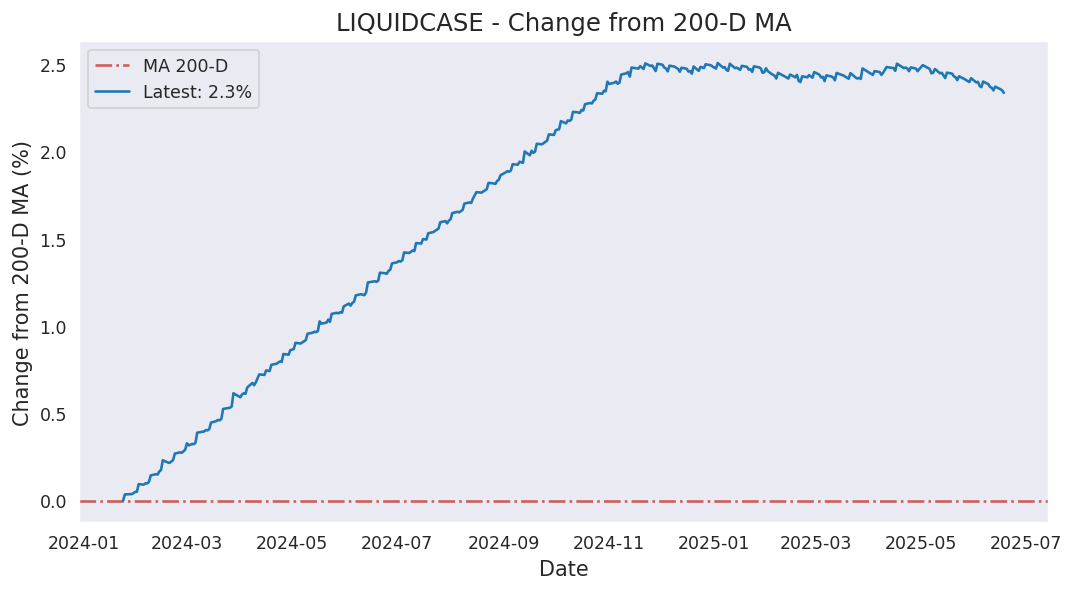 LIQUIDCASE - Change from 200-D MA
MA 200-D
Latest: 2.3%
Change from 200-D MA (%)
2.5
2.0
1.5
1.0
0.5
0.0
2024-01 2024-03 2024-05 2024-07 2024-09 2024-11 2025-01 2025-03 2025-05 2025-07
Date